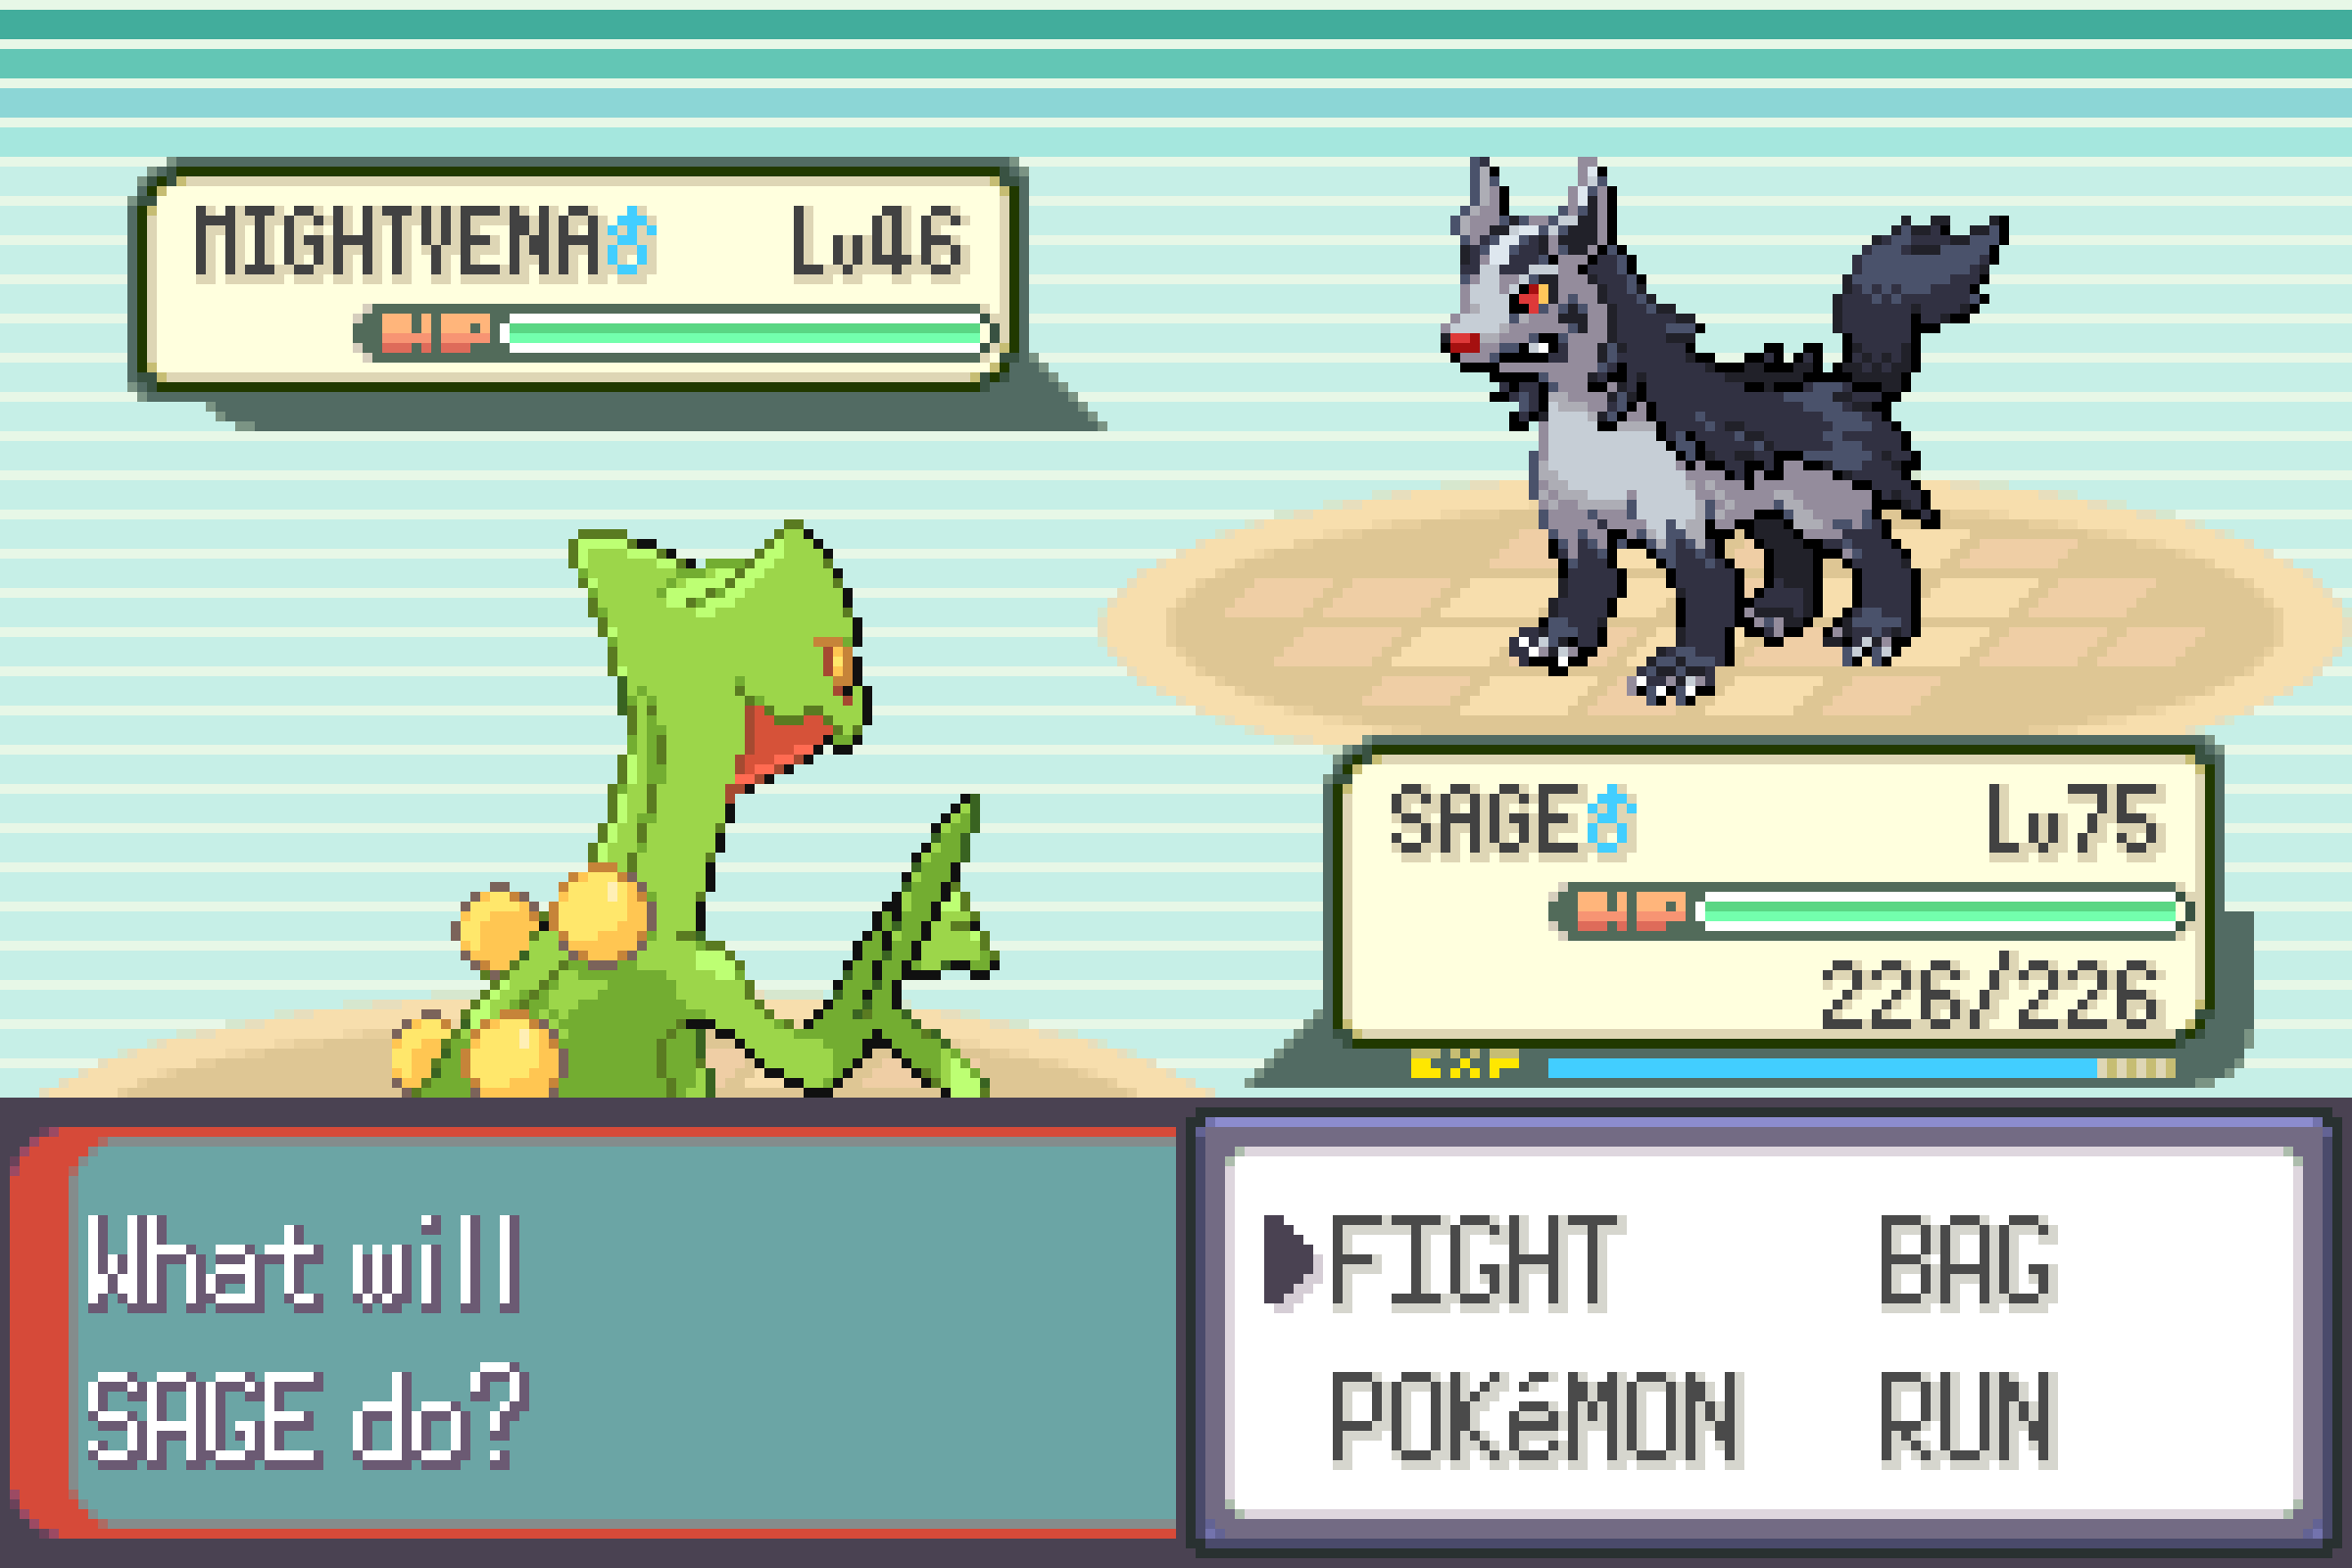 MIGHTYENA♂ Lv46
HP
SAGE♂ Lv75
HP
226/226
EXP
What will
SAGE do?
FIGHT BAG
POKéMON RUN